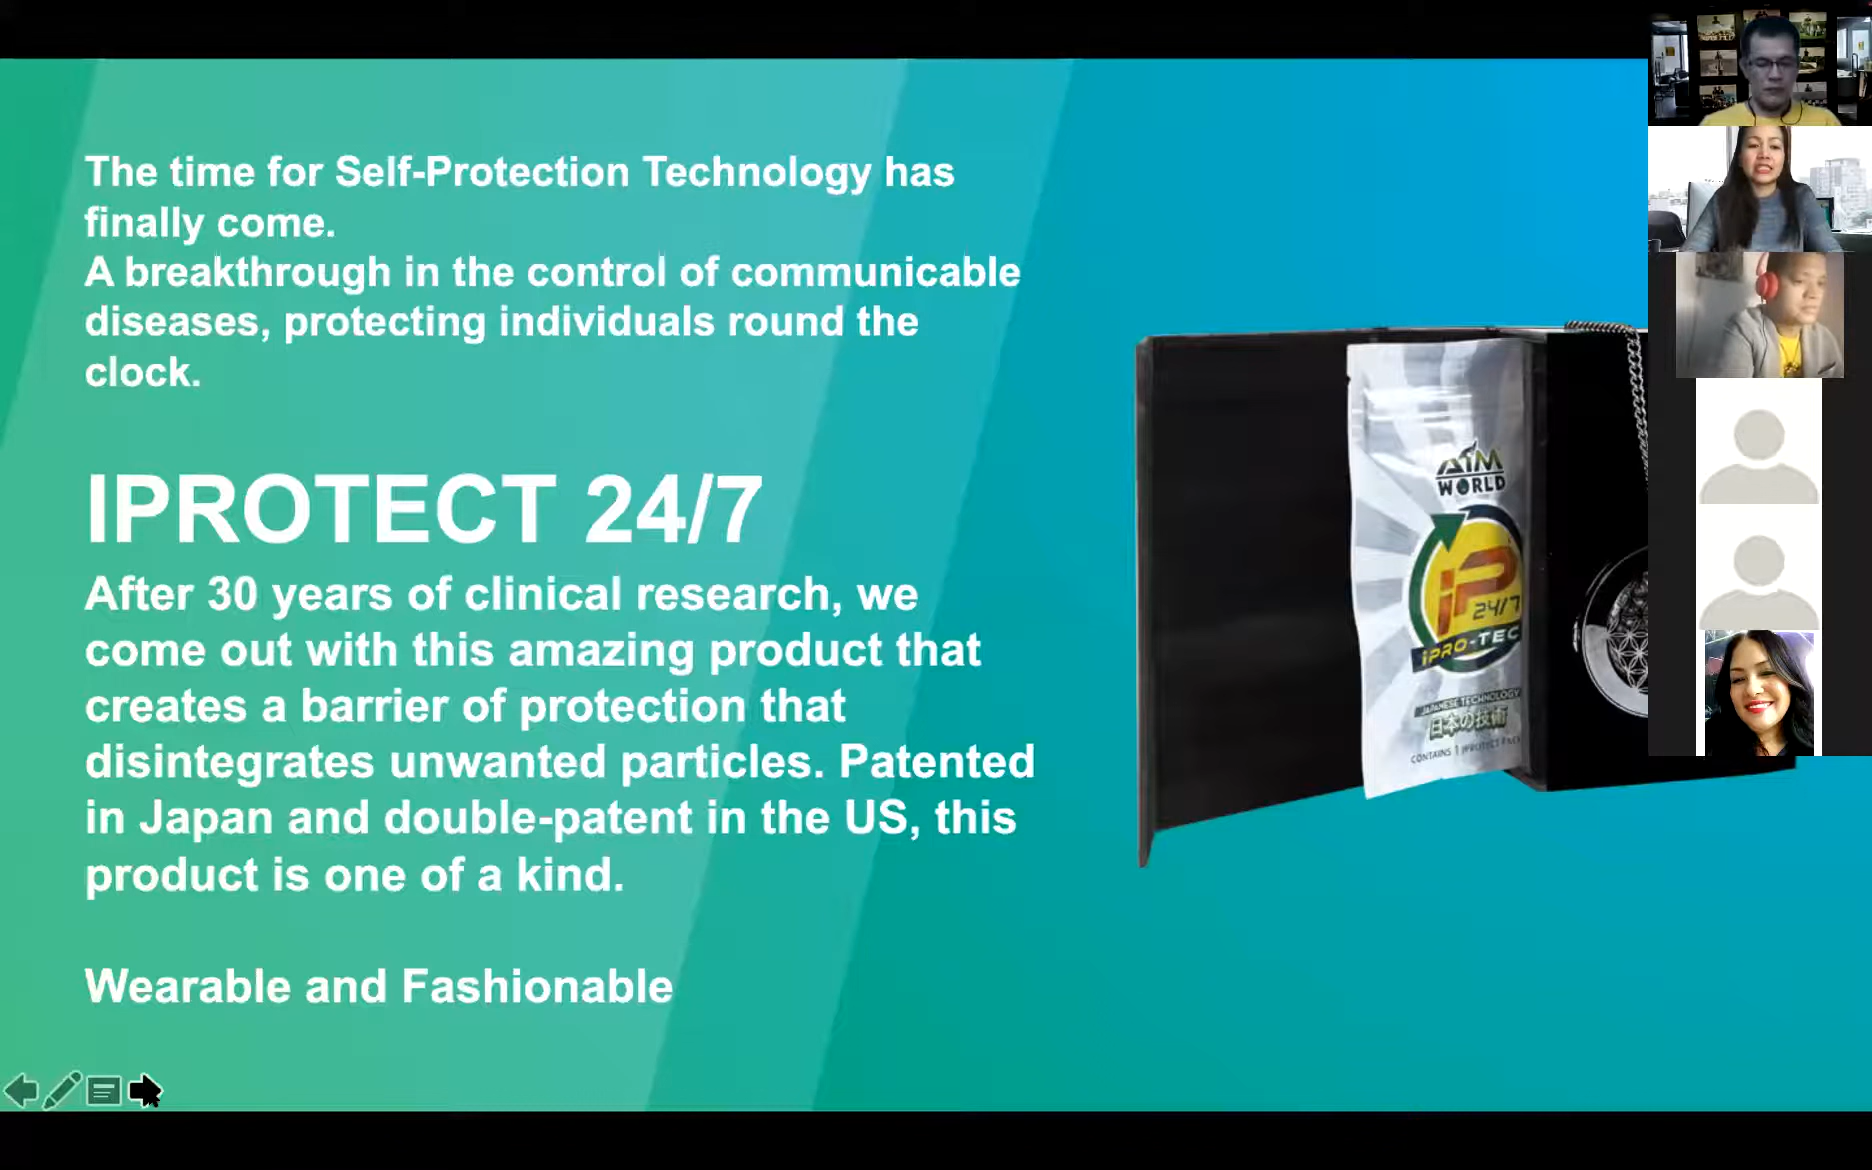 The time for Self-Protection Technology has
finally come.
A breakthrough in the control of communicable
diseases, protecting individuals round the
clock.
IPROTECT 24/7
After 30 years of clinical research, we
come out with this amazing product that
creates a barrier of protection that
disintegrates unwanted particles. Patented
in Japan and double-patent in the US, this
product is one of a kind.
Wearable and Fashionable
AIM
WORLD
iP
24/7
iPRO-TEC
JAPANESE TECHNOLOGY
日本の技術
CONTAINS 1 IPROTECT